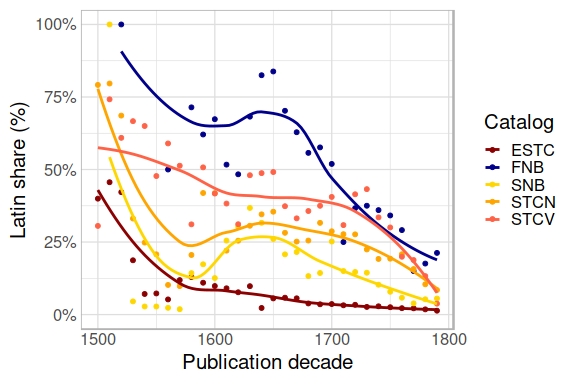 100%
75%
50%
25%
0%
Latin share (%)
1500
1600
1700
1800
Publication decade
Catalog
ESTC
FNB
SNB
STCN
STCV